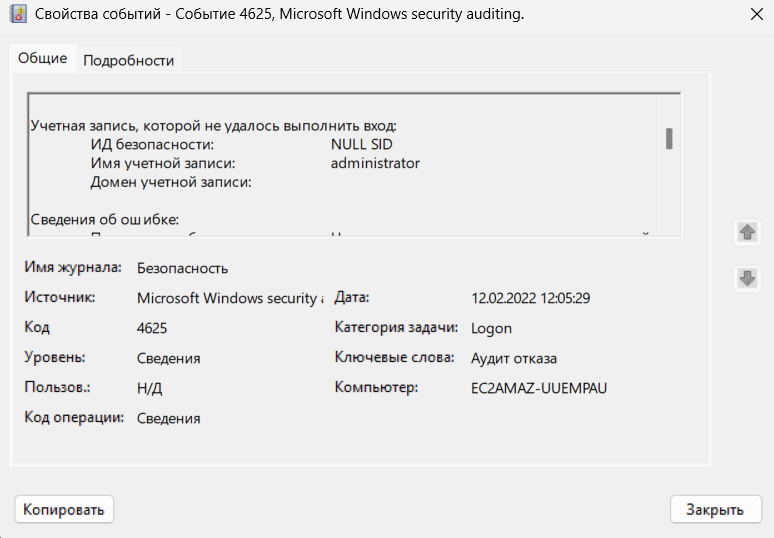 Свойства событий - Событие 4625, Microsoft Windows security auditing.
Общие
Подробности
Учетная запись, которой не удалось выполнить вход:
ИД безопасности: NULL SID
Имя учетной записи: administrator
Домен учетной записи:
Сведения об ошибке:
Имя журнала: Безопасность
Источник: Microsoft Windows security Дата: 12.02.2022 12:05:29
Код 4625 Категория задачи: Logon
Уровень: Сведения Ключевые слова: Аудит отказа
Пользов.: Н/Д Компьютер: EC2AMAZ-UUEMPAU
Код операции: Сведения
Копировать
Закрыть